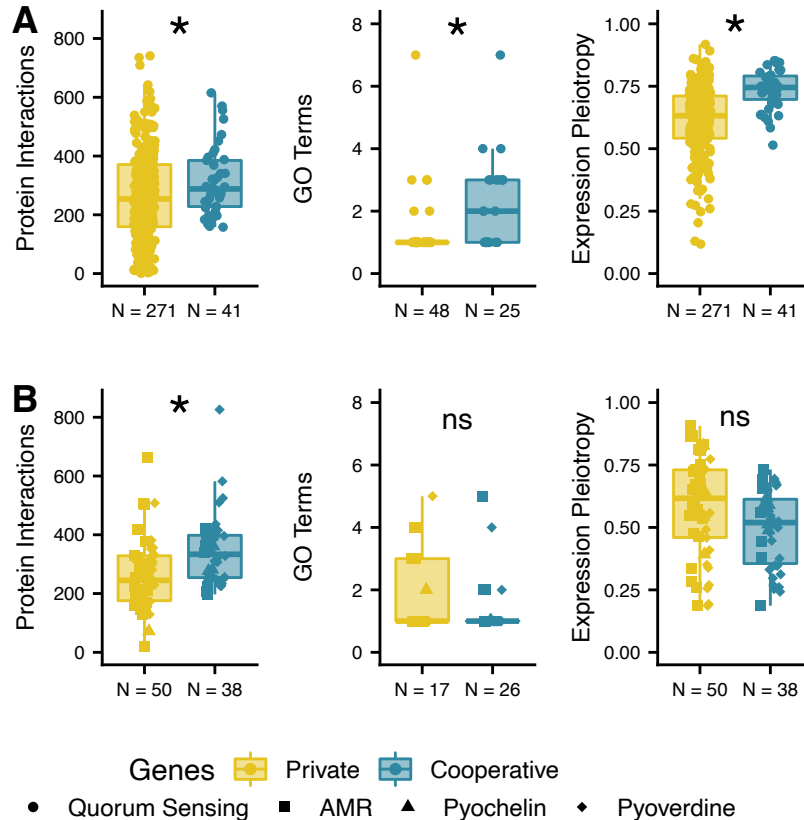 A
Protein Interactions
800
600
400
200
0
*
N = 271 N = 41
GO Terms
8
6
4
2
0
*
N = 48 N = 25
Expression Pleiotropy
1.00
0.75
0.50
0.25
0.00
*
N = 271 N = 41
B
Protein Interactions
800
600
400
200
0
*
N = 50 N = 38
GO Terms
8
6
4
2
0
ns
N = 17 N = 26
Expression Pleiotropy
1.00
0.75
0.50
0.25
0.00
ns
N = 50 N = 38
Genes Private Cooperative
Quorum Sensing AMR Pyochelin Pyoverdine